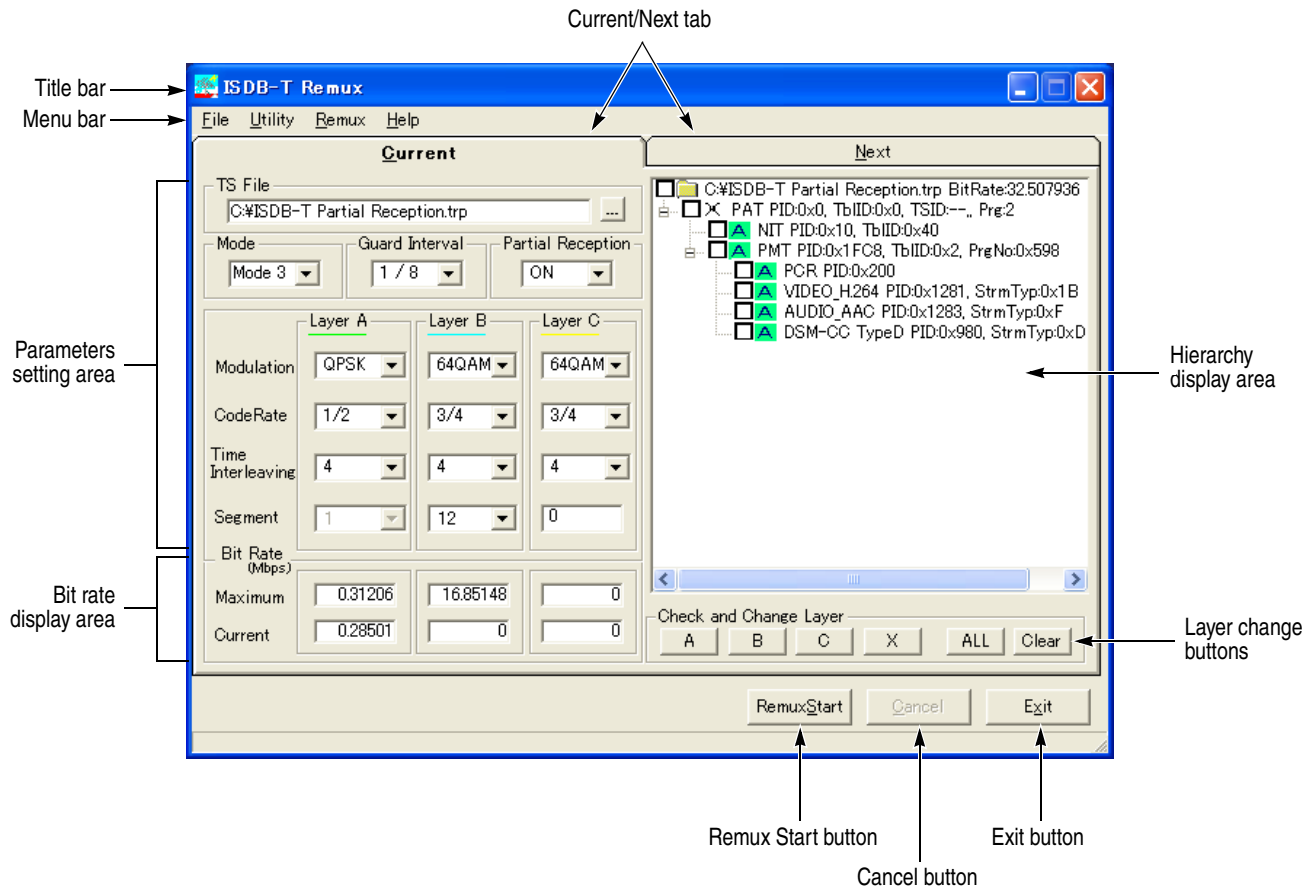 Current/Next tab
Title bar
ISDB-T Remux
Menu bar
File Utility Remux Help
Current
Next
TS File
C:¥ISDB-T Partial Reception.trp
...
Mode
Guard Interval
Partial Reception
Mode 3
1 / 8
ON
Parameters
setting area
Layer A
Layer B
Layer C
Modulation
QPSK
64QAM
64QAM
CodeRate
1/2
3/4
3/4
Time
Interleaving
4
4
4
Segment
1
12
0
Bit rate
display area
Bit Rate
(Mbps)
Maximum
0.31206
16.85148
0
Current
0.28501
0
0
C:¥ISDB-T Partial Reception.trp BitRate:32.507936
PAT PID:0x0, TblID:0x0, TSID:--,, Prg:2
A NIT PID:0x10, TblID:0x40
A PMT PID:0x1FC8, TblID:0x2, PrgNo:0x598
A PCR PID:0x200
A VIDEO_H.264 PID:0x1281, StrmTyp:0x1B
A AUDIO_AAC PID:0x1283, StrmTyp:0xF
A DSM-CC TypeD PID:0x980, StrmTyp:0xD
Hierarchy
display area
Check and Change Layer
A B C X ALL Clear
Layer change
buttons
RemuxStart
Cancel
Exit
Remux Start button
Exit button
Cancel button